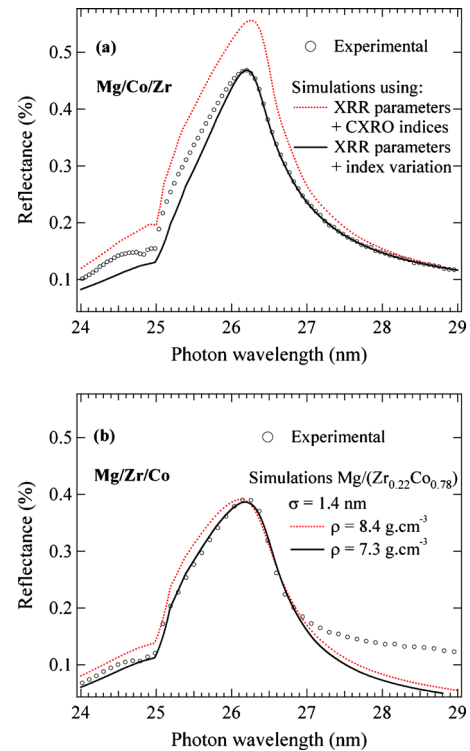 (a)
Experimental
Mg/Co/Zr
Simulations using:
XRR parameters
+ CXRO indices
XRR parameters
+ index variation
Reflectance (%)
0.5
0.4
0.3
0.2
0.1
24 25 26 27 28 29
Photon wavelength (nm)
(b)
Experimental
Mg/Zr/Co
Simulations Mg/(Zr0.22Co0.78)
σ = 1.4 nm
ρ = 8.4 g.cm-3
ρ = 7.3 g.cm-3
Reflectance (%)
0.5
0.4
0.3
0.2
0.1
24 25 26 27 28 29
Photon wavelength (nm)